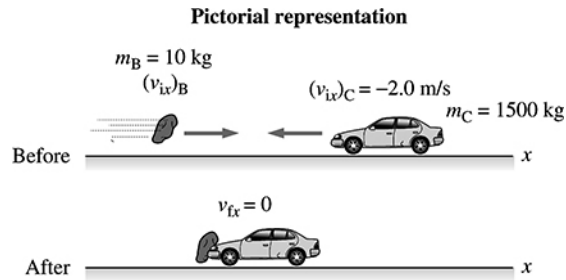 Pictorial representation
m_B = 10 kg
(v_ix)_B
(v_ix)_C = −2.0 m/s
m_C = 1500 kg
Before
x
v_fx = 0
After
x